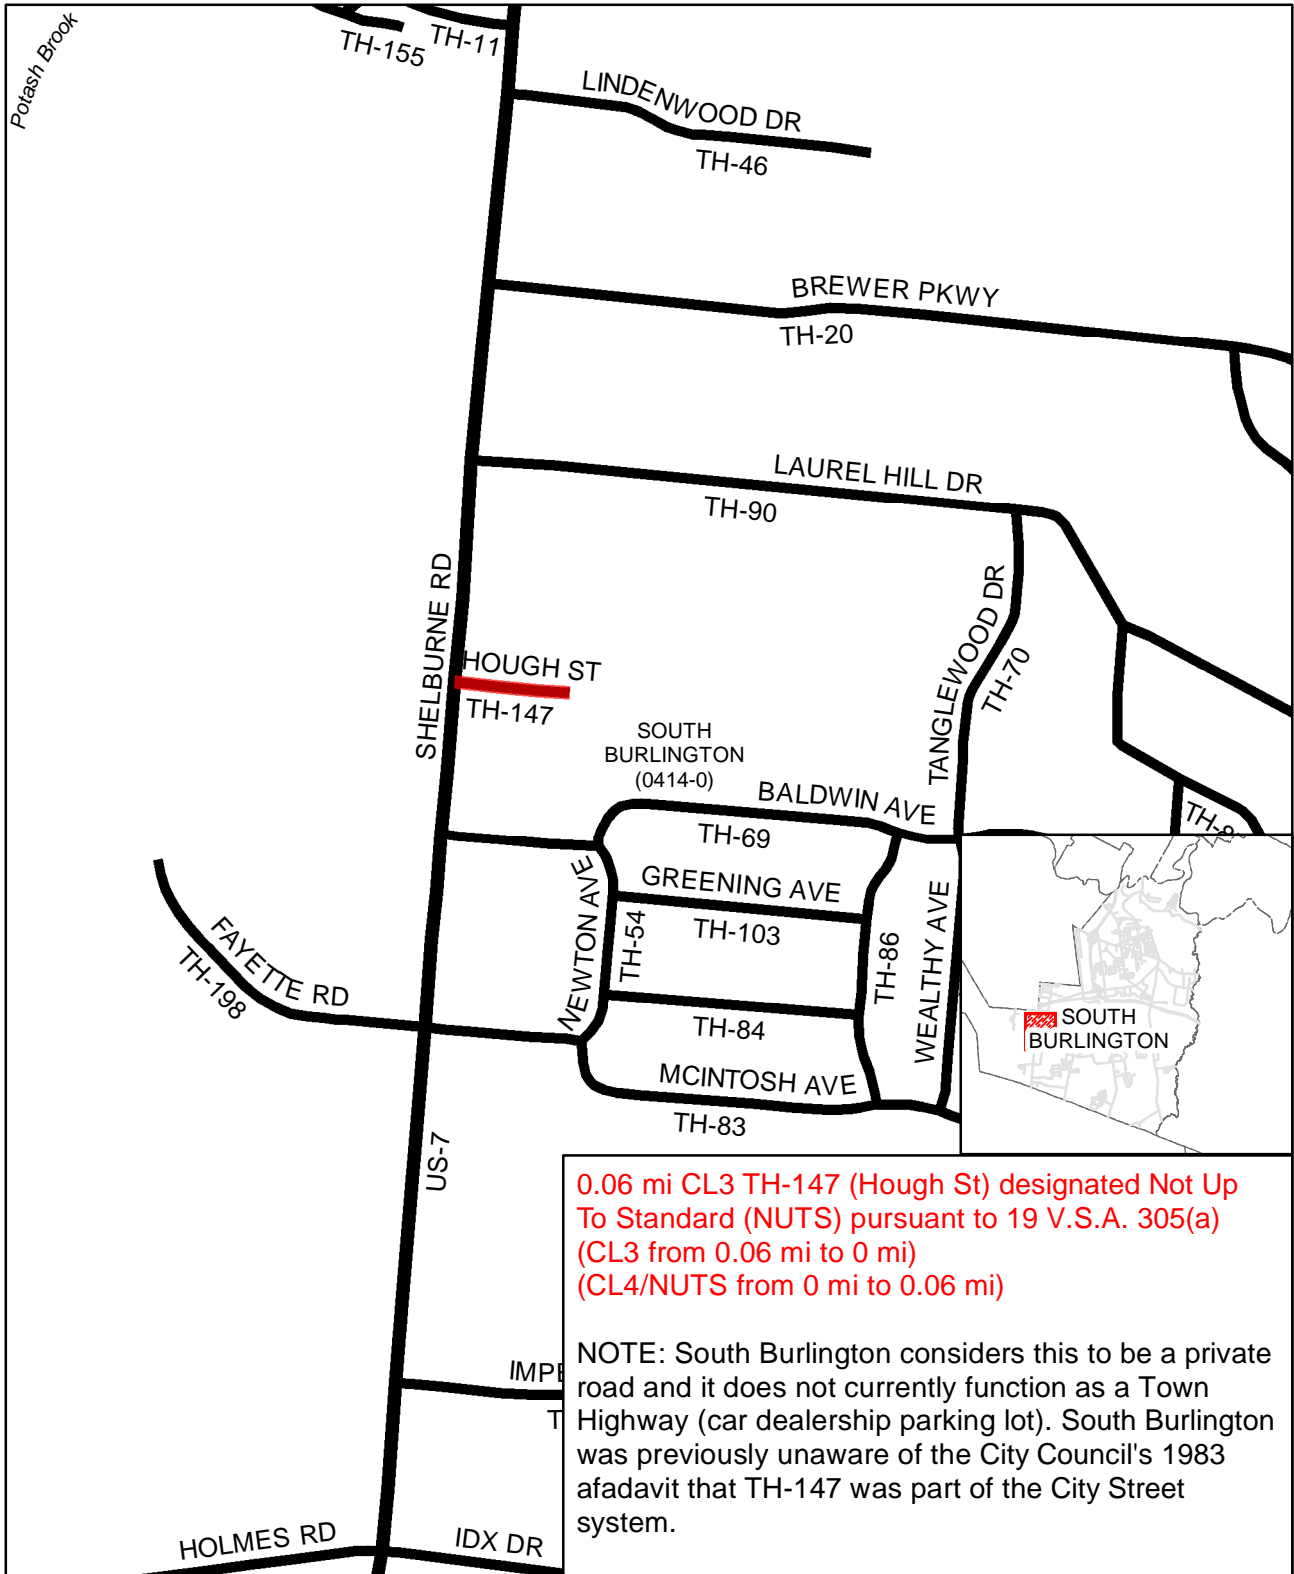 Potash Brook
TH-155
TH-11
LINDENWOOD DR
TH-46
BREWER PKWY
TH-20
LAUREL HILL DR
TH-90
SHELBURNE RD
HOUGH ST
TH-147
TANGLEWOOD DR
TH-70
SOUTH
BURLINGTON
(0414-0)
BALDWIN AVE
TH-69
GREENING AVE
TH-103
NEWTON AVE
TH-54
TH-86
WEALTHY AVE
FAYETTE RD
TH-198
TH-84
MCINTOSH AVE
TH-83
SOUTH
BURLINGTON
US-7
0.06 mi CL3 TH-147 (Hough St) designated Not Up
To Standard (NUTS) pursuant to 19 V.S.A. 305(a)
(CL3 from 0.06 mi to 0 mi)
(CL4/NUTS from 0 mi to 0.06 mi)
NOTE: South Burlington considers this to be a private
road and it does not currently function as a Town
Highway (car dealership parking lot). South Burlington
was previously unaware of the City Council's 1983
afadavit that TH-147 was part of the City Street
system.
HOLMES RD
IDX DR